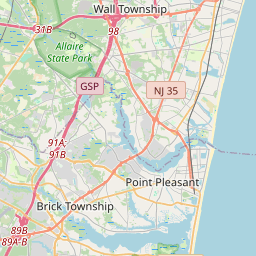 Wall Township
31B
98
Allaire
State Park
GSP
NJ 35
91A;
91B
Point Pleasant
Brick Township
89B
89A-B